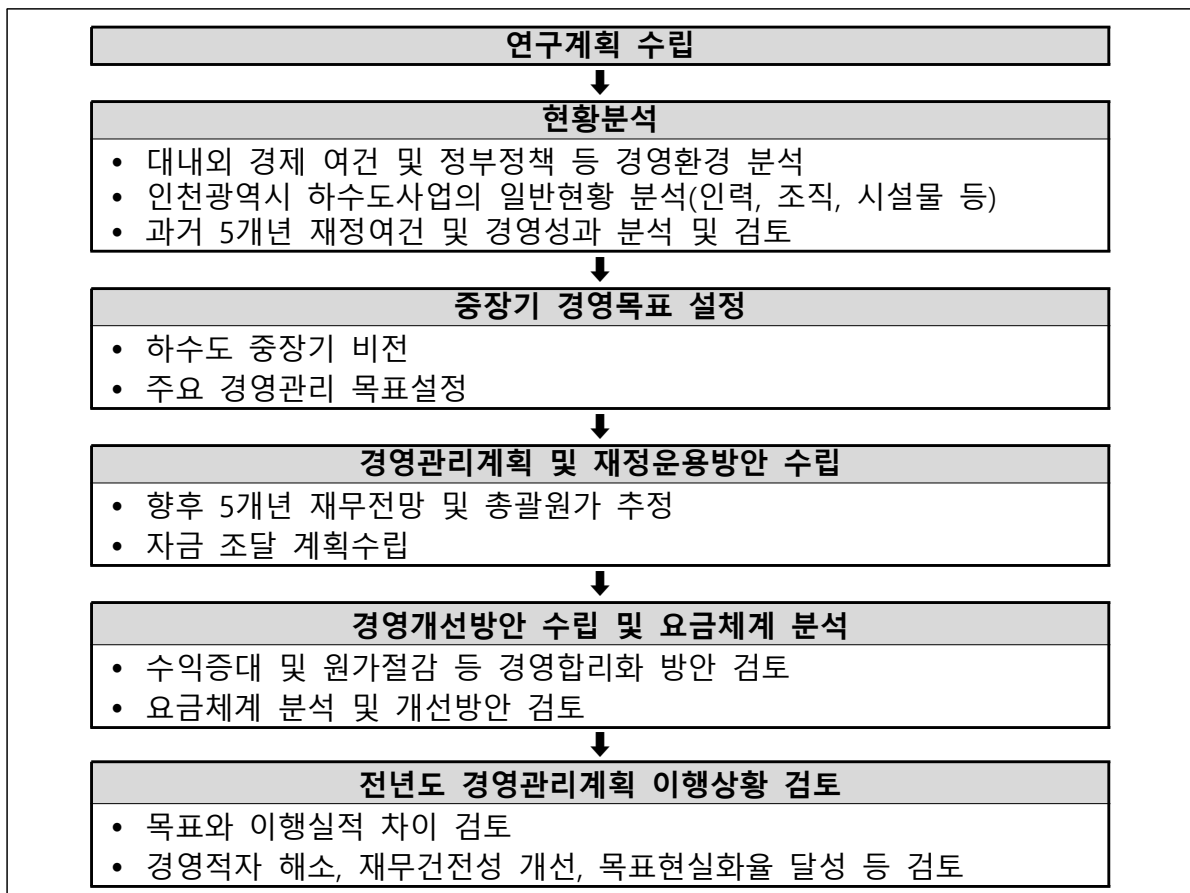 연구계획 수립
현황분석
• 대내외 경제 여건 및 정부정책 등 경영환경 분석
• 인천광역시 하수도사업의 일반현황 분석(인력, 조직, 시설물 등)
• 과거 5개년 재정여건 및 경영성과 분석 및 검토
중장기 경영목표 설정
• 하수도 중장기 비전
• 주요 경영관리 목표설정
경영관리계획 및 재정운용방안 수립
• 향후 5개년 재무전망 및 총괄원가 추정
• 자금 조달 계획수립
경영개선방안 수립 및 요금체계 분석
• 수익증대 및 원가절감 등 경영합리화 방안 검토
• 요금체계 분석 및 개선방안 검토
전년도 경영관리계획 이행상황 검토
• 목표와 이행실적 차이 검토
• 경영적자 해소, 재무건전성 개선, 목표현실화율 달성 등 검토